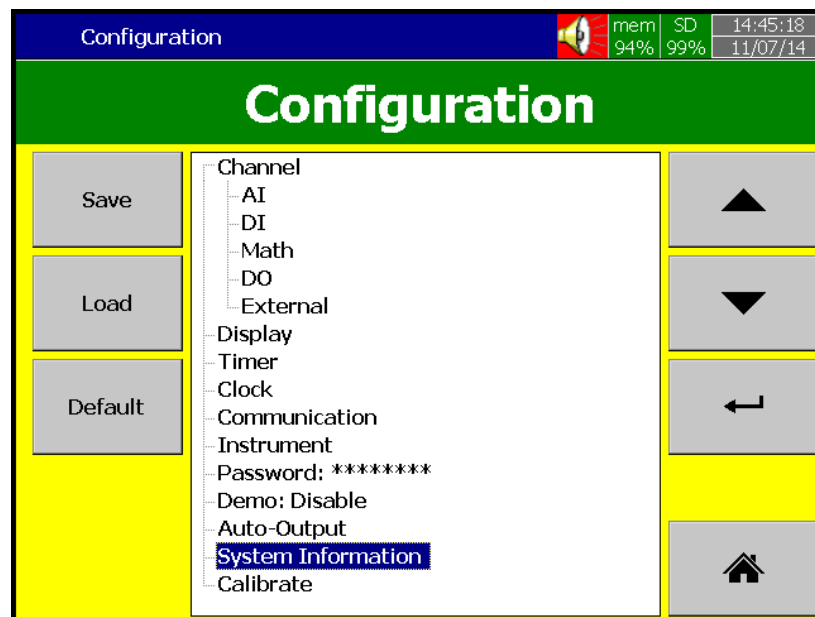 Configuration
mem SD 14:45:18
94% 99% 11/07/14
Configuration
Save
Load
Default
Channel
AI
DI
Math
DO
External
Display
Timer
Clock
Communication
Instrument
Password: ********
Demo: Disable
Auto-Output
System Information
Calibrate